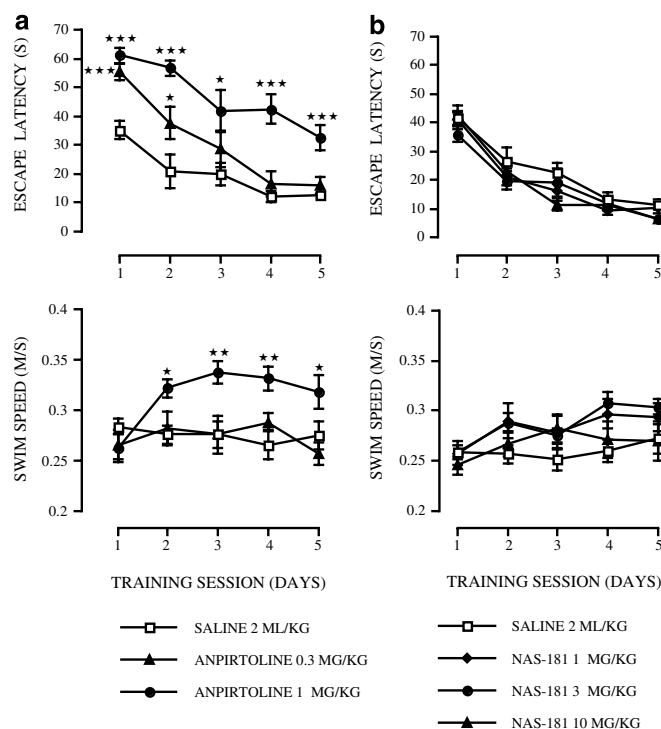 a
ESCAPE LATENCY (S)
70
60
50
40
30
20
10
0
★★★
★★★
★★★
★
★
★★★
★★★
1 2 3 4 5
SWIM SPEED (M/S)
0.4
0.35
0.3
0.25
0.2
★
★★
★★
★
1 2 3 4 5
TRAINING SESSION (DAYS)
SALINE 2 ML/KG
ANPIRTOLINE 0.3 MG/KG
ANPIRTOLINE 1 MG/KG
b
ESCAPE LATENCY (S)
70
60
50
40
30
20
10
0
1 2 3 4 5
SWIM SPEED (M/S)
0.4
0.35
0.3
0.25
0.2
1 2 3 4 5
TRAINING SESSION (DAYS)
SALINE 2 ML/KG
NAS-181 1 MG/KG
NAS-181 3 MG/KG
NAS-181 10 MG/KG